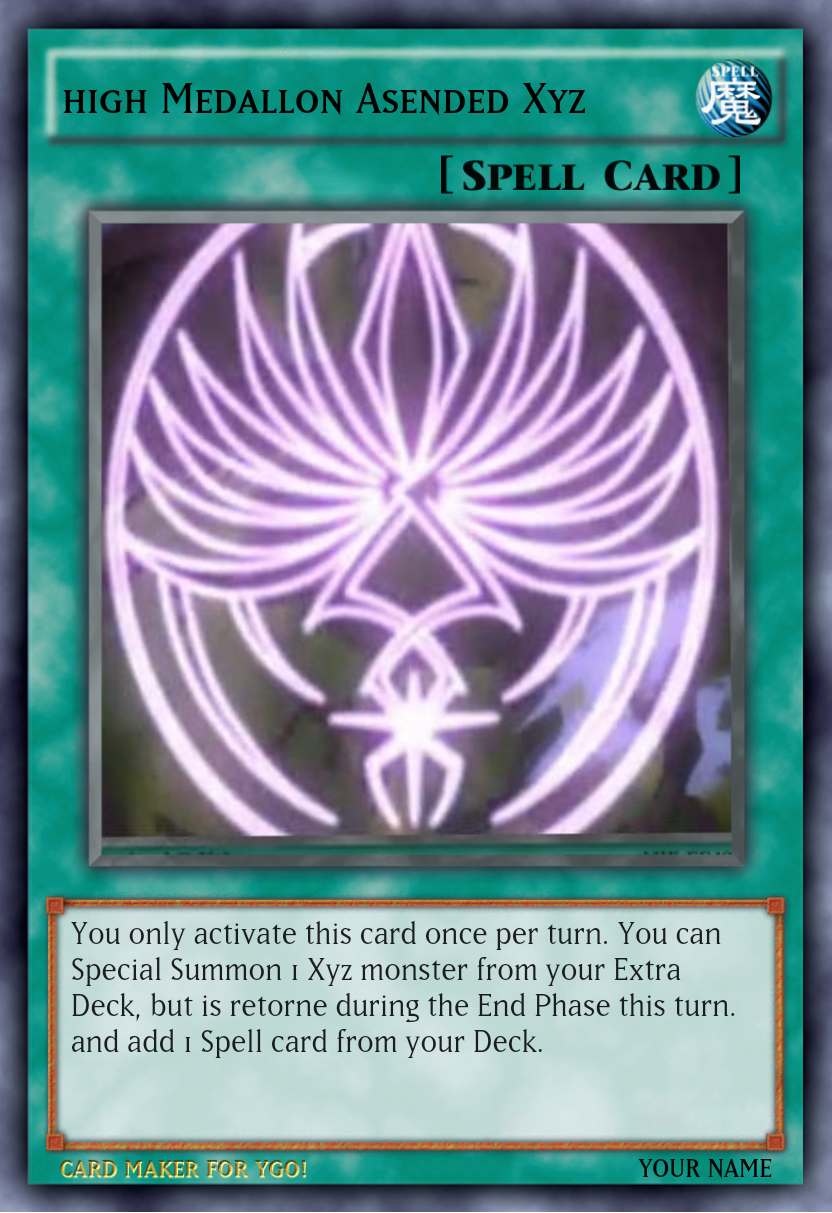 high Medallon Asended Xyz
SPELL
魔
[SPELL CARD]
You only activate this card once per turn. You can
Special Summon 1 Xyz monster from your Extra
Deck, but is retorne during the End Phase this turn.
and add 1 Spell card from your Deck.
CARD MAKER FOR YGO!
YOUR NAME